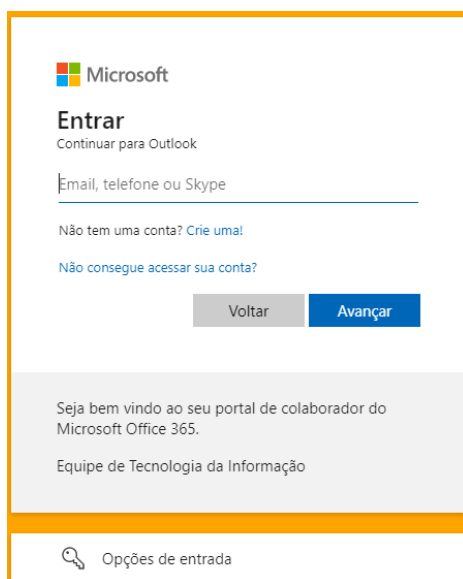 Microsoft
Entrar
Continuar para Outlook
Email, telefone ou Skype
Não tem uma conta? Crie uma!
Não consegue acessar sua conta?
Voltar Avançar
Seja bem vindo ao seu portal de colaborador do
Microsoft Office 365.
Equipe de Tecnologia da Informação
Opções de entrada